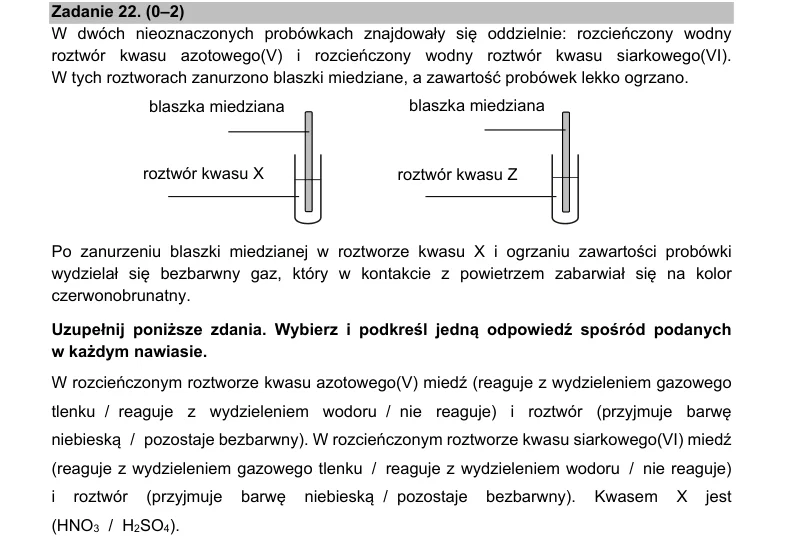 Zadanie 22. (0–2)
W dwóch nieoznaczonych probówkach znajdowały się oddzielnie: rozcieńczony wodny
roztwór kwasu azotowego(V) i rozcieńczony wodny roztwór kwasu siarkowego(VI).
W tych roztworach zanurzono blaszki miedziane, a zawartość probówek lekko ogrzano.
blaszka miedziana
blaszka miedziana
roztwór kwasu X
roztwór kwasu Z
Po zanurzeniu blaszki miedzianej w roztworze kwasu X i ogrzaniu zawartości probówki
wydzielał się bezbarwny gaz, który w kontakcie z powietrzem zabarwiał się na kolor
czerwonobrunatny.
Uzupełnij poniższe zdania. Wybierz i podkreśl jedną odpowiedź spośród podanych
w każdym nawiasie.
W rozcieńczonym roztworze kwasu azotowego(V) miedź (reaguje z wydzieleniem gazowego
tlenku / reaguje z wydzieleniem wodoru / nie reaguje) i roztwór (przyjmuje barwę
niebieską / pozostaje bezbarwny). W rozcieńczonym roztworze kwasu siarkowego(VI) miedź
(reaguje z wydzieleniem gazowego tlenku / reaguje z wydzieleniem wodoru / nie reaguje)
i roztwór (przyjmuje barwę niebieską / pozostaje bezbarwny). Kwasem X jest
(HNO₃ / H₂SO₄).